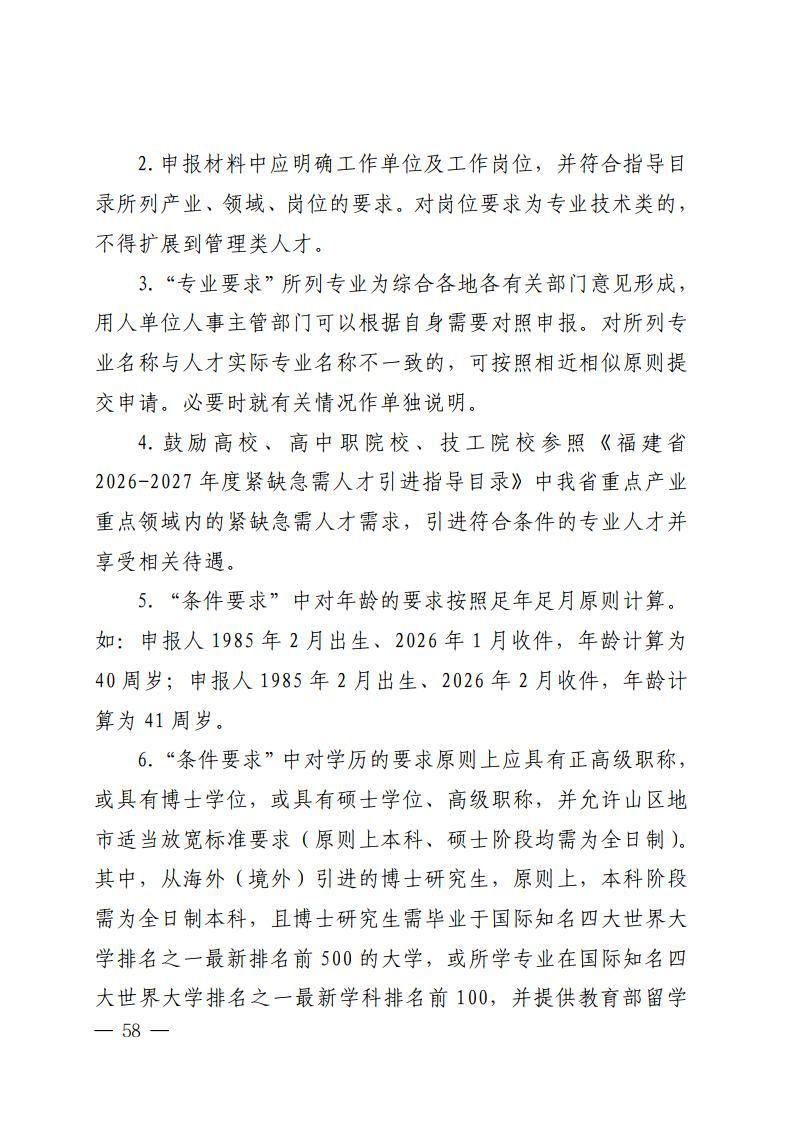 2. 申报材料中应明确工作单位及工作岗位，并符合指导目
录所列产业、领域、岗位的要求。对岗位要求为专业技术类的，
不得扩展到管理类人才。
3. “专业要求”所列专业为综合各地各有关部门意见形成，
用人单位人事主管部门可以根据自身需要对照申报。对所列专
业名称与人才实际专业名称不一致的，可按照相近相似原则提
交申请。必要时就有关情况作单独说明。
4. 鼓励高校、高中职院校、技工院校参照《福建省
2026-2027 年度紧缺急需人才引进指导目录》中我省重点产业
重点领域内的紧缺急需人才需求，引进符合条件的专业人才并
享受相关待遇。
5. “条件要求” 中对年龄的要求按照足年足月原则计算。
如：申报人 1985 年 2 月出生、2026 年 1 月收件，年龄计算为
40 周岁；申报人 1985 年 2 月出生、2026 年 2 月收件，年龄计
算为 41 周岁。
6. “条件要求”中对学历的要求原则上应具有正高级职称，
或具有博士学位，或具有硕士学位、高级职称，并允许山区地
市适当放宽标准要求（原则上本科、硕士阶段均需为全日制）。
其中，从海外（境外）引进的博士研究生，原则上，本科阶段
需为全日制本科，且博士研究生需毕业于国际知名四大世界大
学排名之一最新排名前 500 的大学，或所学专业在国际知名四
大世界大学排名之一最新学科排名前 100，并提供教育部留学
— 58 —